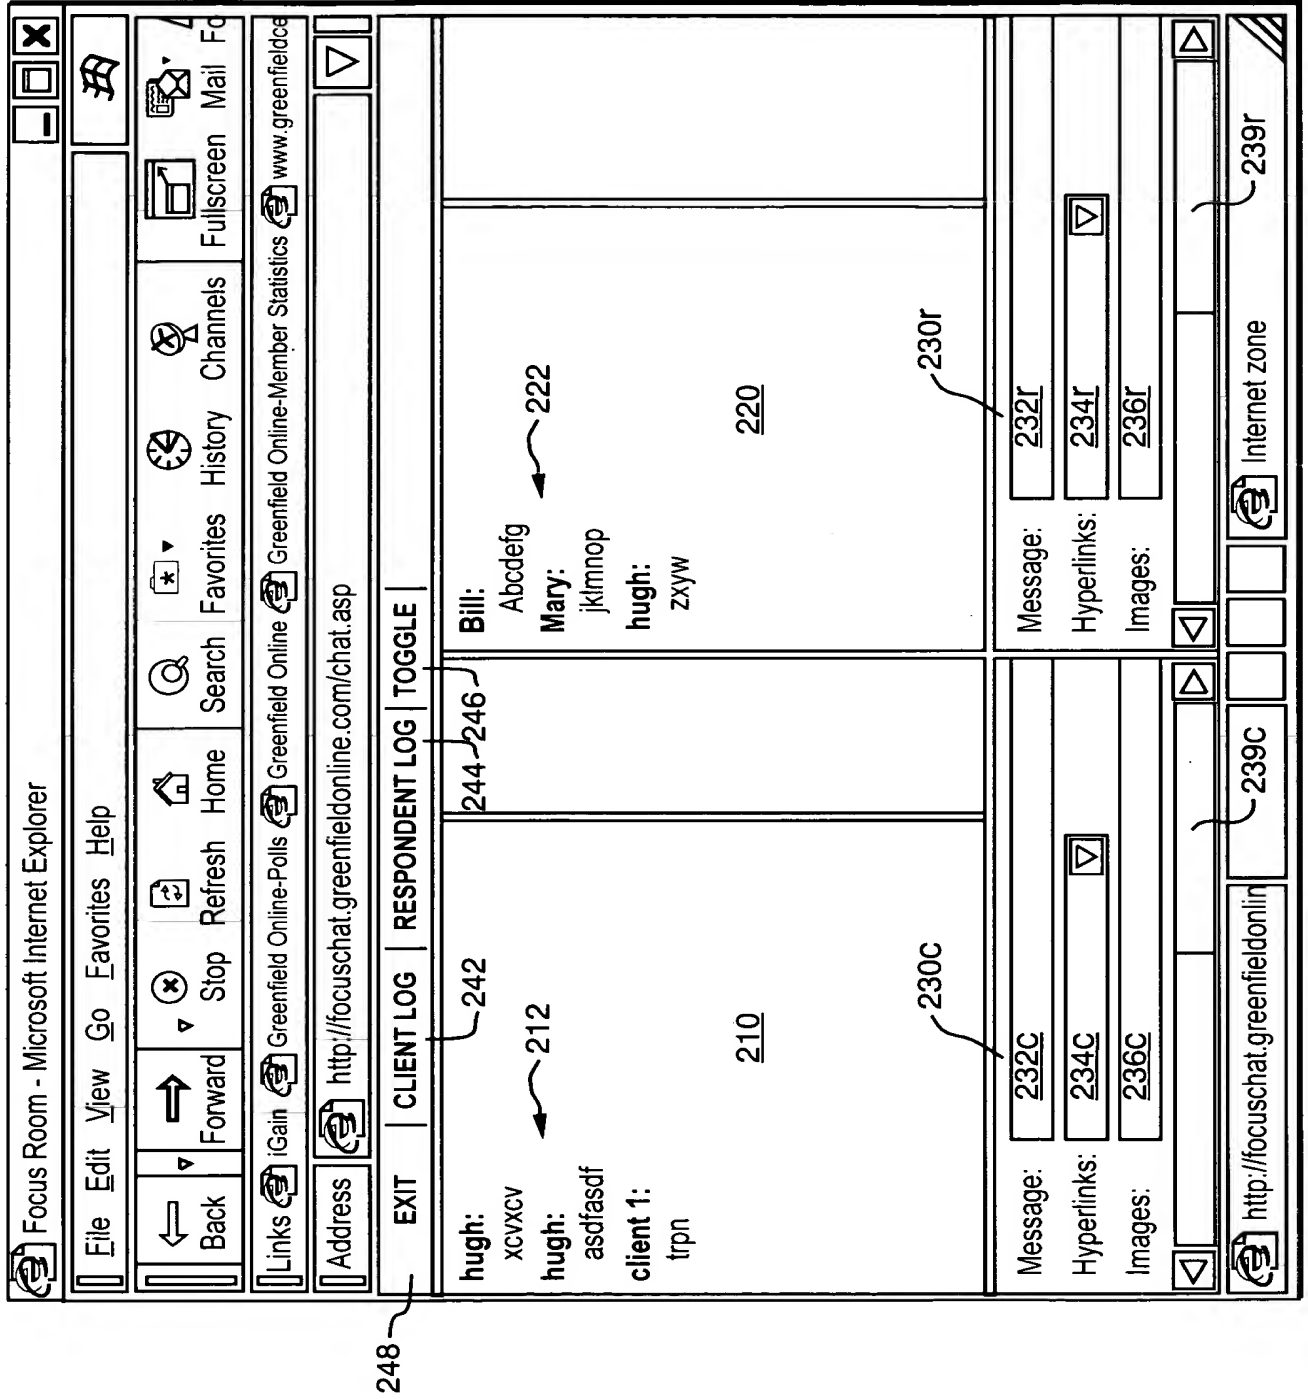 Focus Room - Microsoft Internet Explorer
File Edit View Go Favorites Help
Back Forward Stop Refresh Home Search Favorites History Channels Fullscreen Mail Fo
Links iGain Greenfield Online-Polls Greenfield Online Greenfield Online-Member Statistics www.greenfieldce
Address http://focuschat.greenfieldonline.com/chat.asp
248
EXIT | CLIENT LOG | RESPONDENT LOG | TOGGLE |
242
244
246
hugh:
xcvxcv
hugh:
asdfasdf
client 1:
trpn
212
210
230c
Bill:
Abcdefg
Mary:
jklmnop
hugh:
zxyw
222
220
230r
Message: 232c
Hyperlinks: 234c
Images: 236c
239c
Message: 232r
Hyperlinks: 234r
Images: 236r
239r
http://focuschat.greenfieldonlin
Internet zone